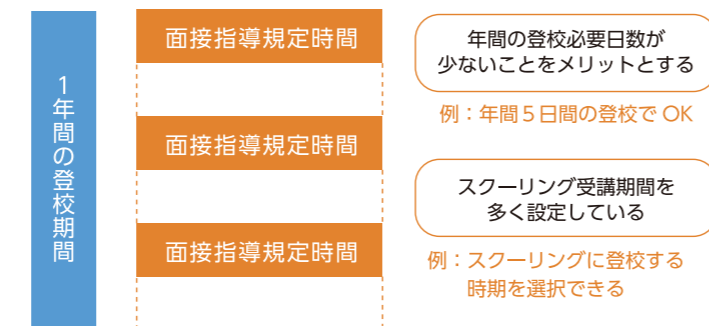 1年間の登校期間
面接指導規定時間
面接指導規定時間
面接指導規定時間
年間の登校必要日数が
少ないことをメリットとする
例：年間5日間の登校で OK
スクーリング受講期間を
多く設定している
例：スクーリングに登校する
時期を選択できる